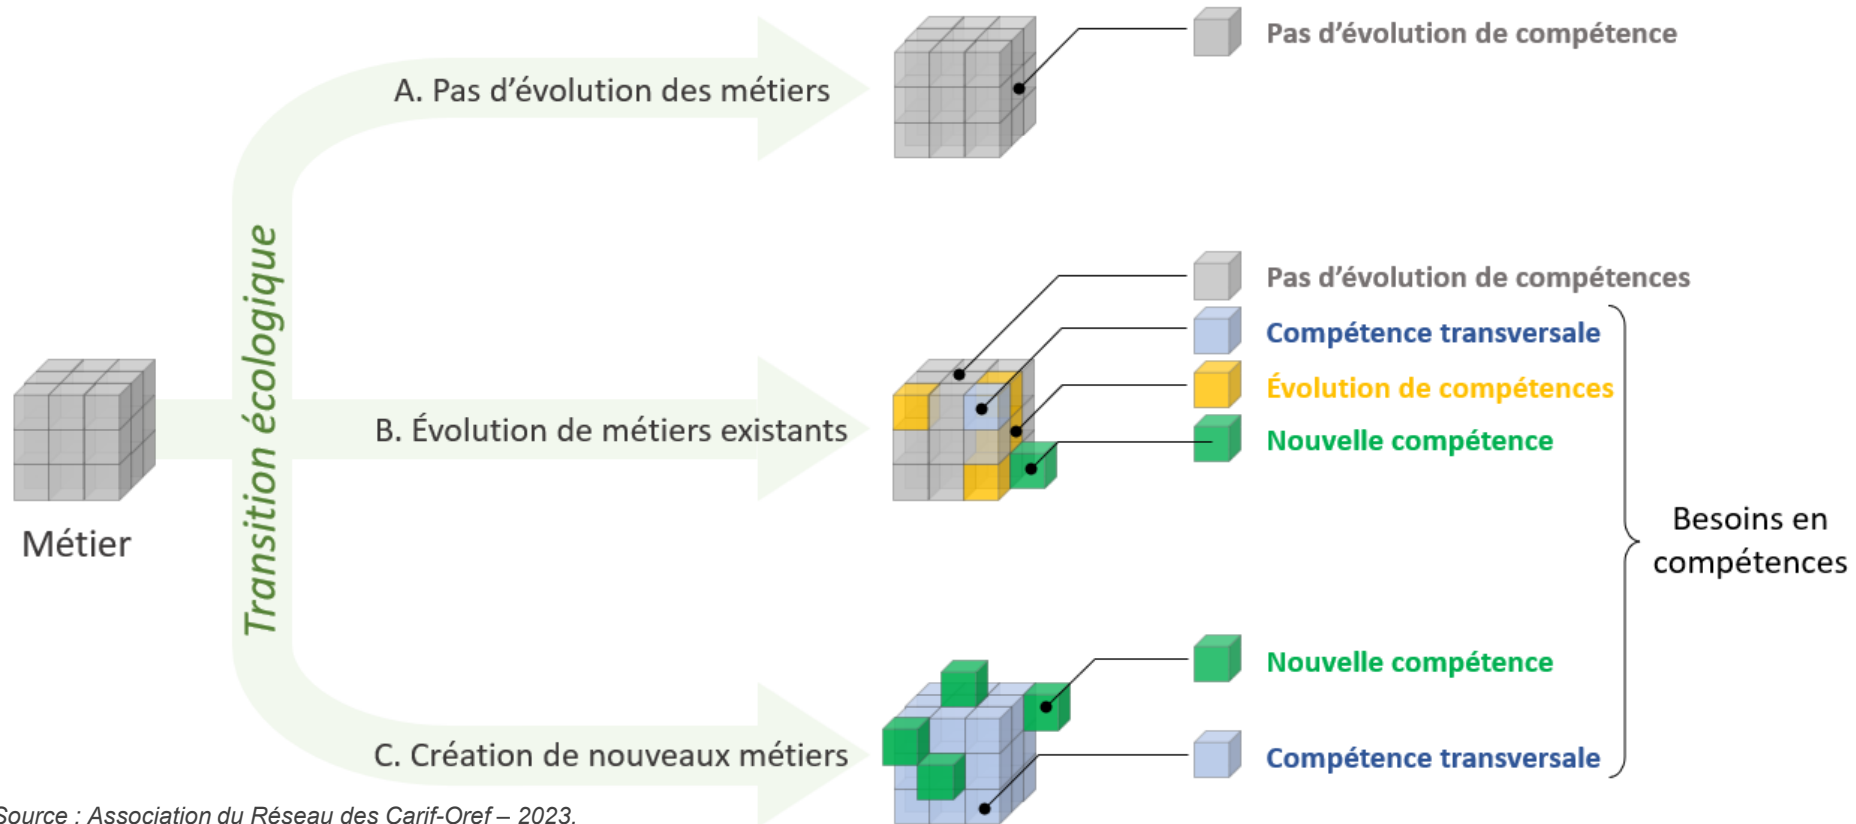 Pas d'évolution de compétence
A. Pas d'évolution des métiers
Transition écologique
Métier
B. Évolution de métiers existants
Pas d'évolution de compétences
Compétence transversale
Évolution de compétences
Nouvelle compétence
Besoins en
compétences
Nouvelle compétence
C. Création de nouveaux métiers
Compétence transversale
Source : Association du Réseau des Carif-Oref – 2023.